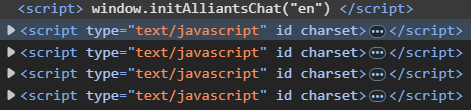 <script> window.initAlliantsChat("en") </script>
<script type="text/javascript" id charset>…</script>
<script type="text/javascript" id charset>…</script>
<script type="text/javascript" id charset>…</script>
<script type="text/javascript" id charset>…</script>